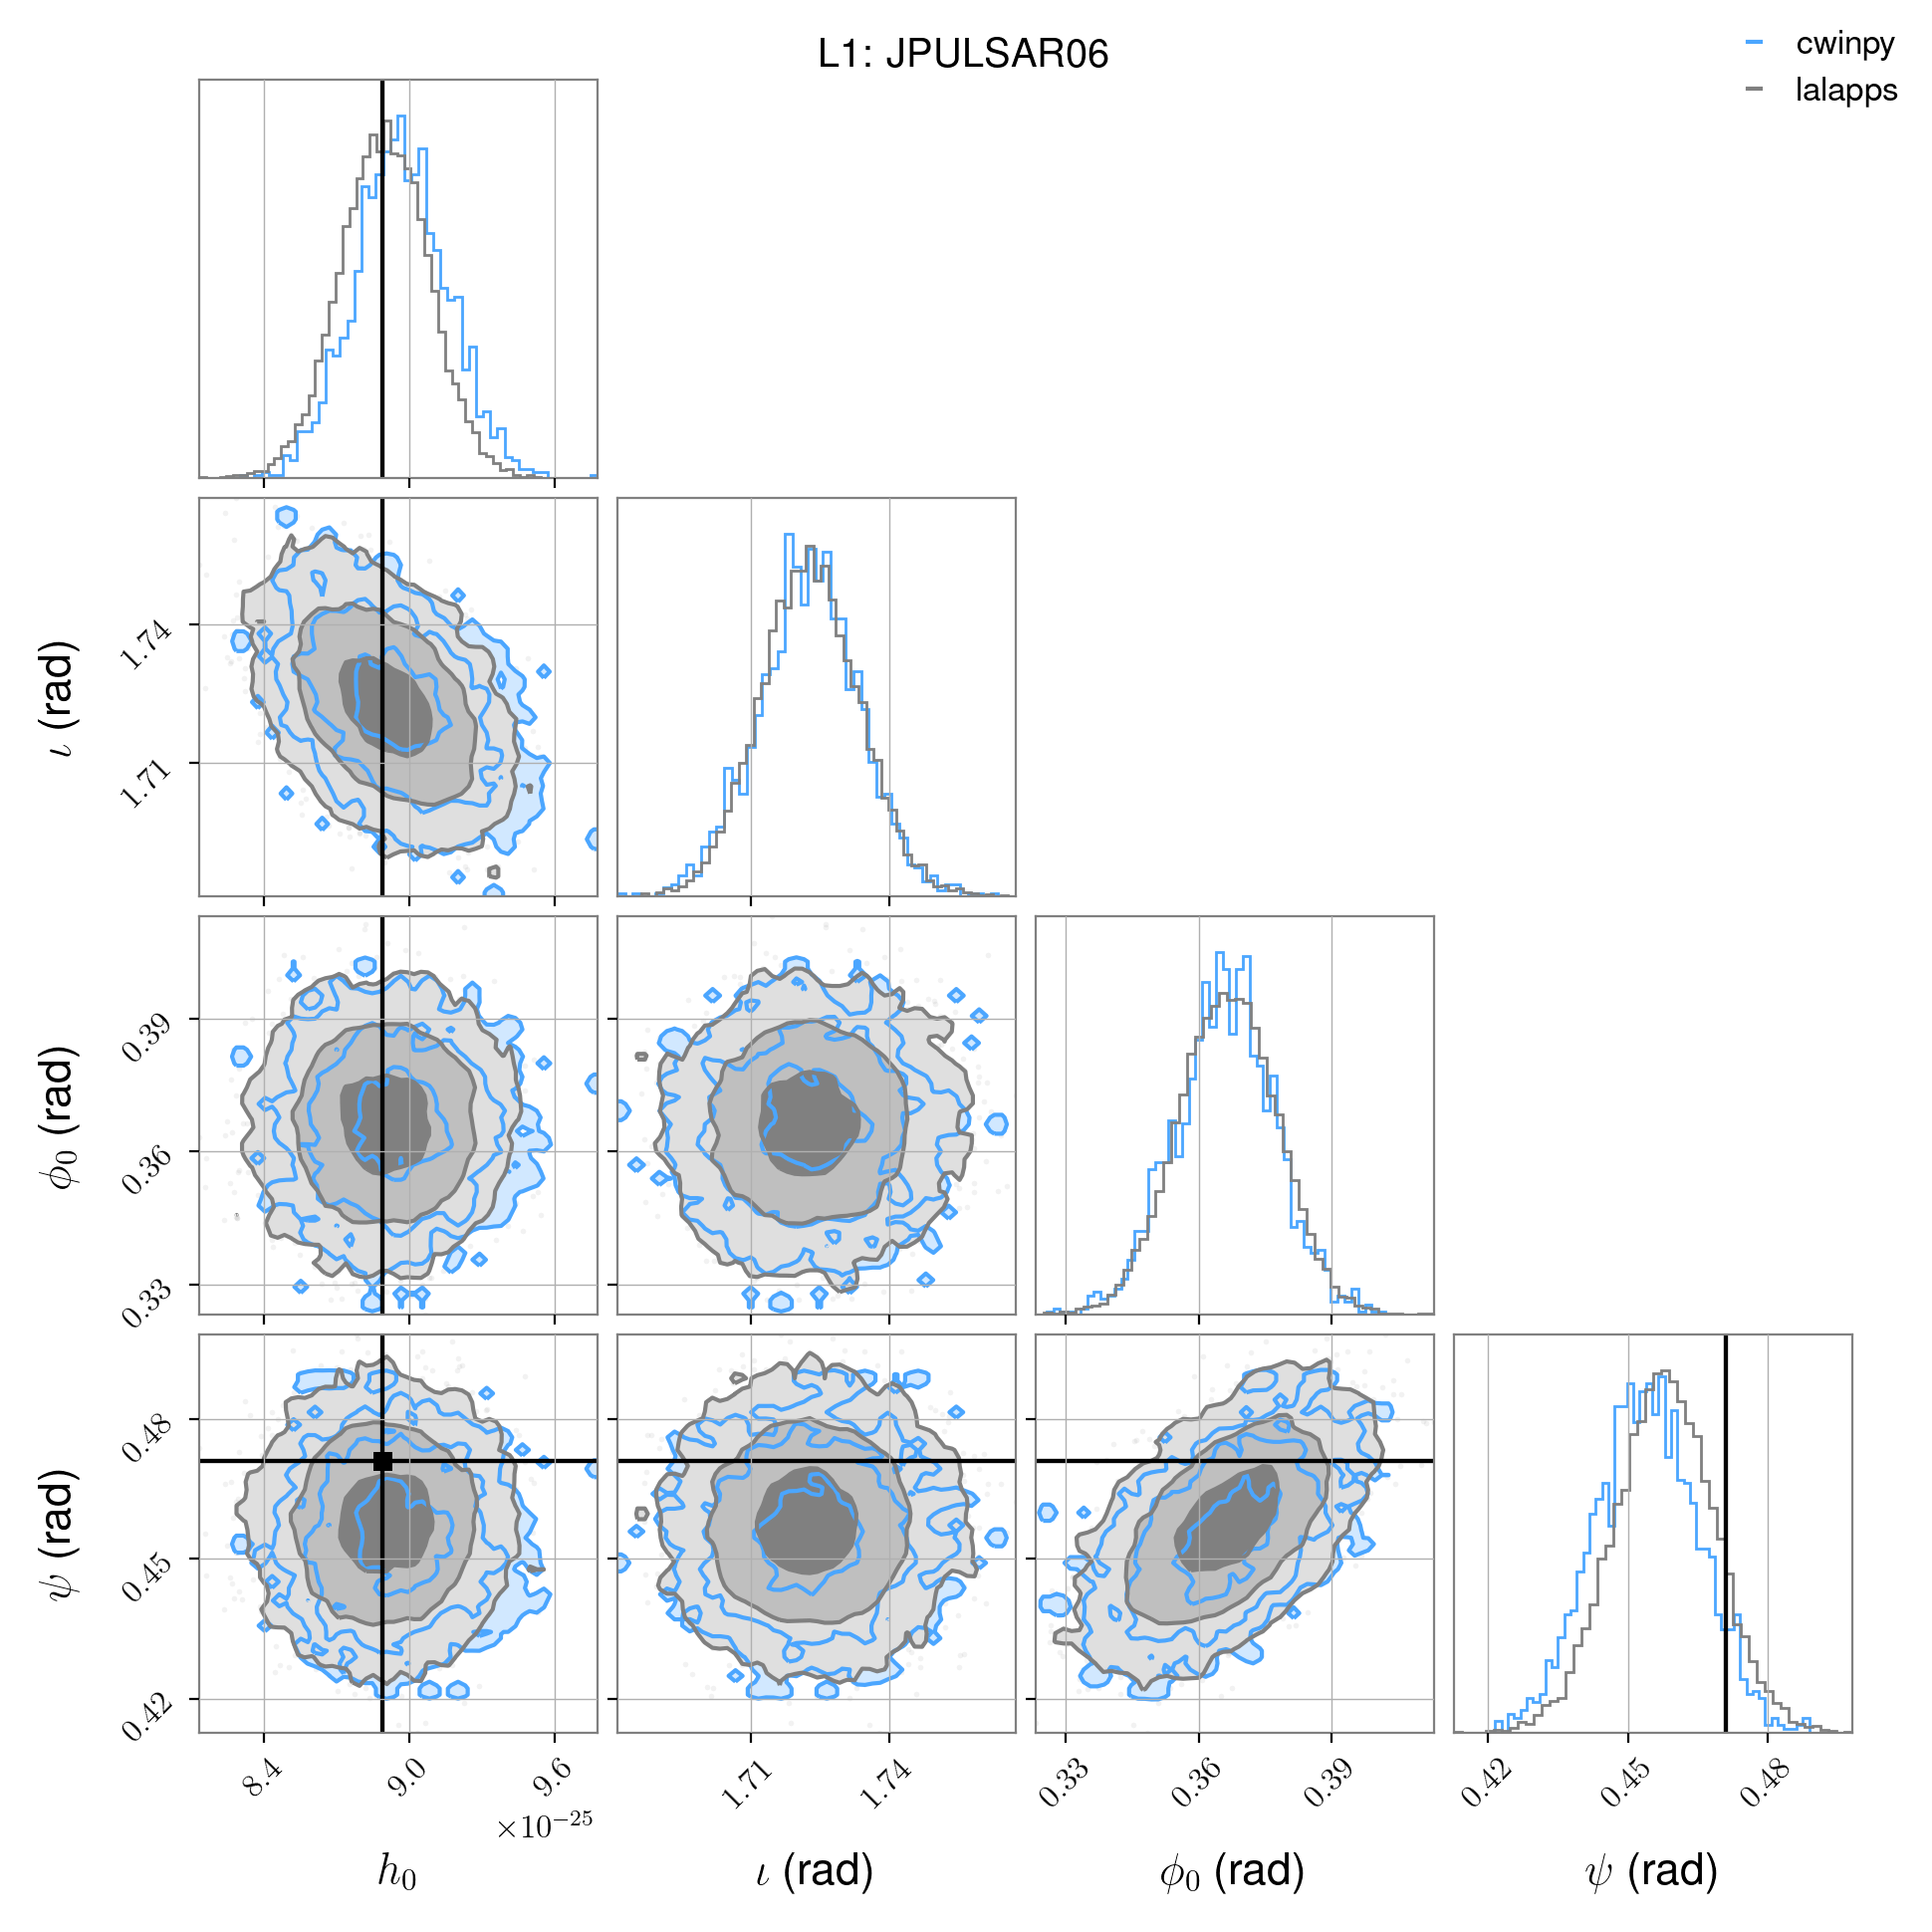 L1: JPULSAR06
cwinpy
lalapps
ι (rad)
1.74
1.71
ϕ₀ (rad)
0.39
0.36
0.33
ψ (rad)
0.48
0.45
0.42
8.4 9.0 9.6
×10⁻²⁵
1.71 1.74
0.33 0.36 0.39
0.42 0.45 0.48
h₀
ι (rad)
ϕ₀ (rad)
ψ (rad)